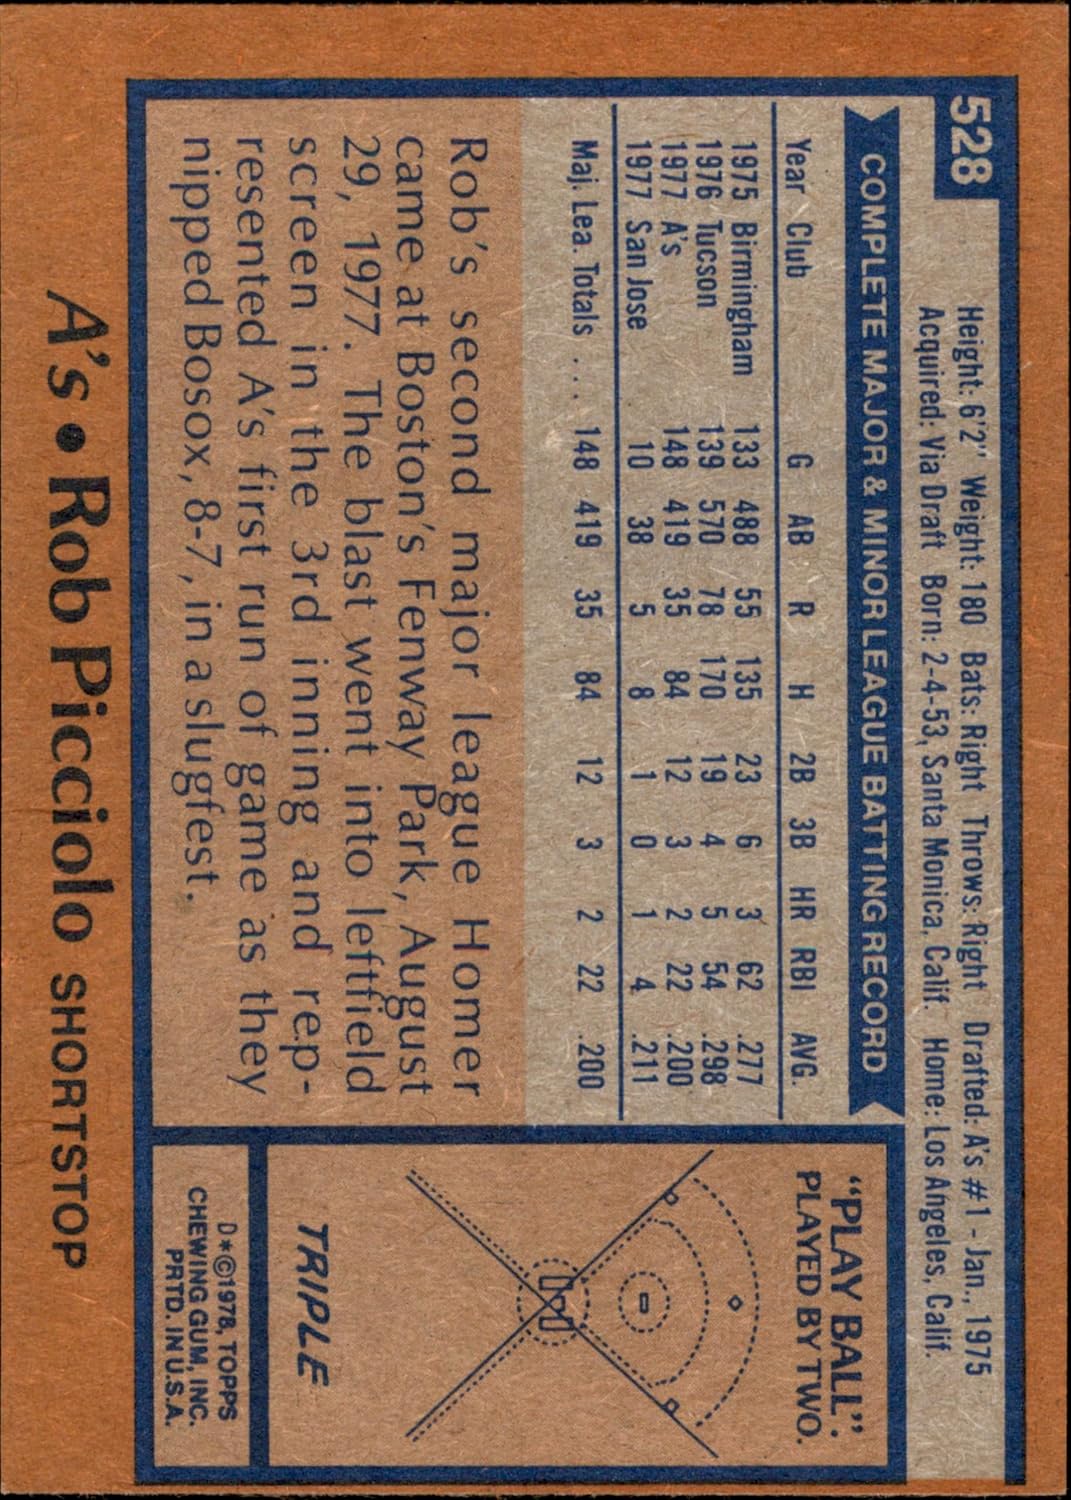 528
Height: 6'2" Weight: 180 Bats: Right Throws: Right Drafted: A's #1 - Jan., 1975
Acquired: Via Draft Born: 2-4-53, Santa Monica, Calif. Home: Los Angeles, Calif.
COMPLETE MAJOR & MINOR LEAGUE BATTING RECORD
Year Club G AB R H 2B 3B HR RBI AVG.
1975 Birmingham 133 488 55 135 23 6 3 62 .277
1976 Tucson 139 570 78 170 19 4 5 54 .298
1977 A's 148 419 35 84 12 3 2 22 .200
1977 San Jose 10 38 5 8 1 0 1 4 .211
Maj. Lea. Totals . . . 148 419 35 84 12 3 2 22 .200
Rob's second major league Homer
came at Boston's Fenway Park, August
29, 1977. The blast went into leftfield
screen in the 3rd inning and rep-
resented A's first run of game as they
nipped Bosox, 8-7, in a slugfest.
"PLAY BALL":
PLAYED BY TWO.
TRIPLE
D*©1978, TOPPS
CHEWING GUM, INC.
PRTD. IN U.S.A.
A's • Rob Picciolo SHORTSTOP